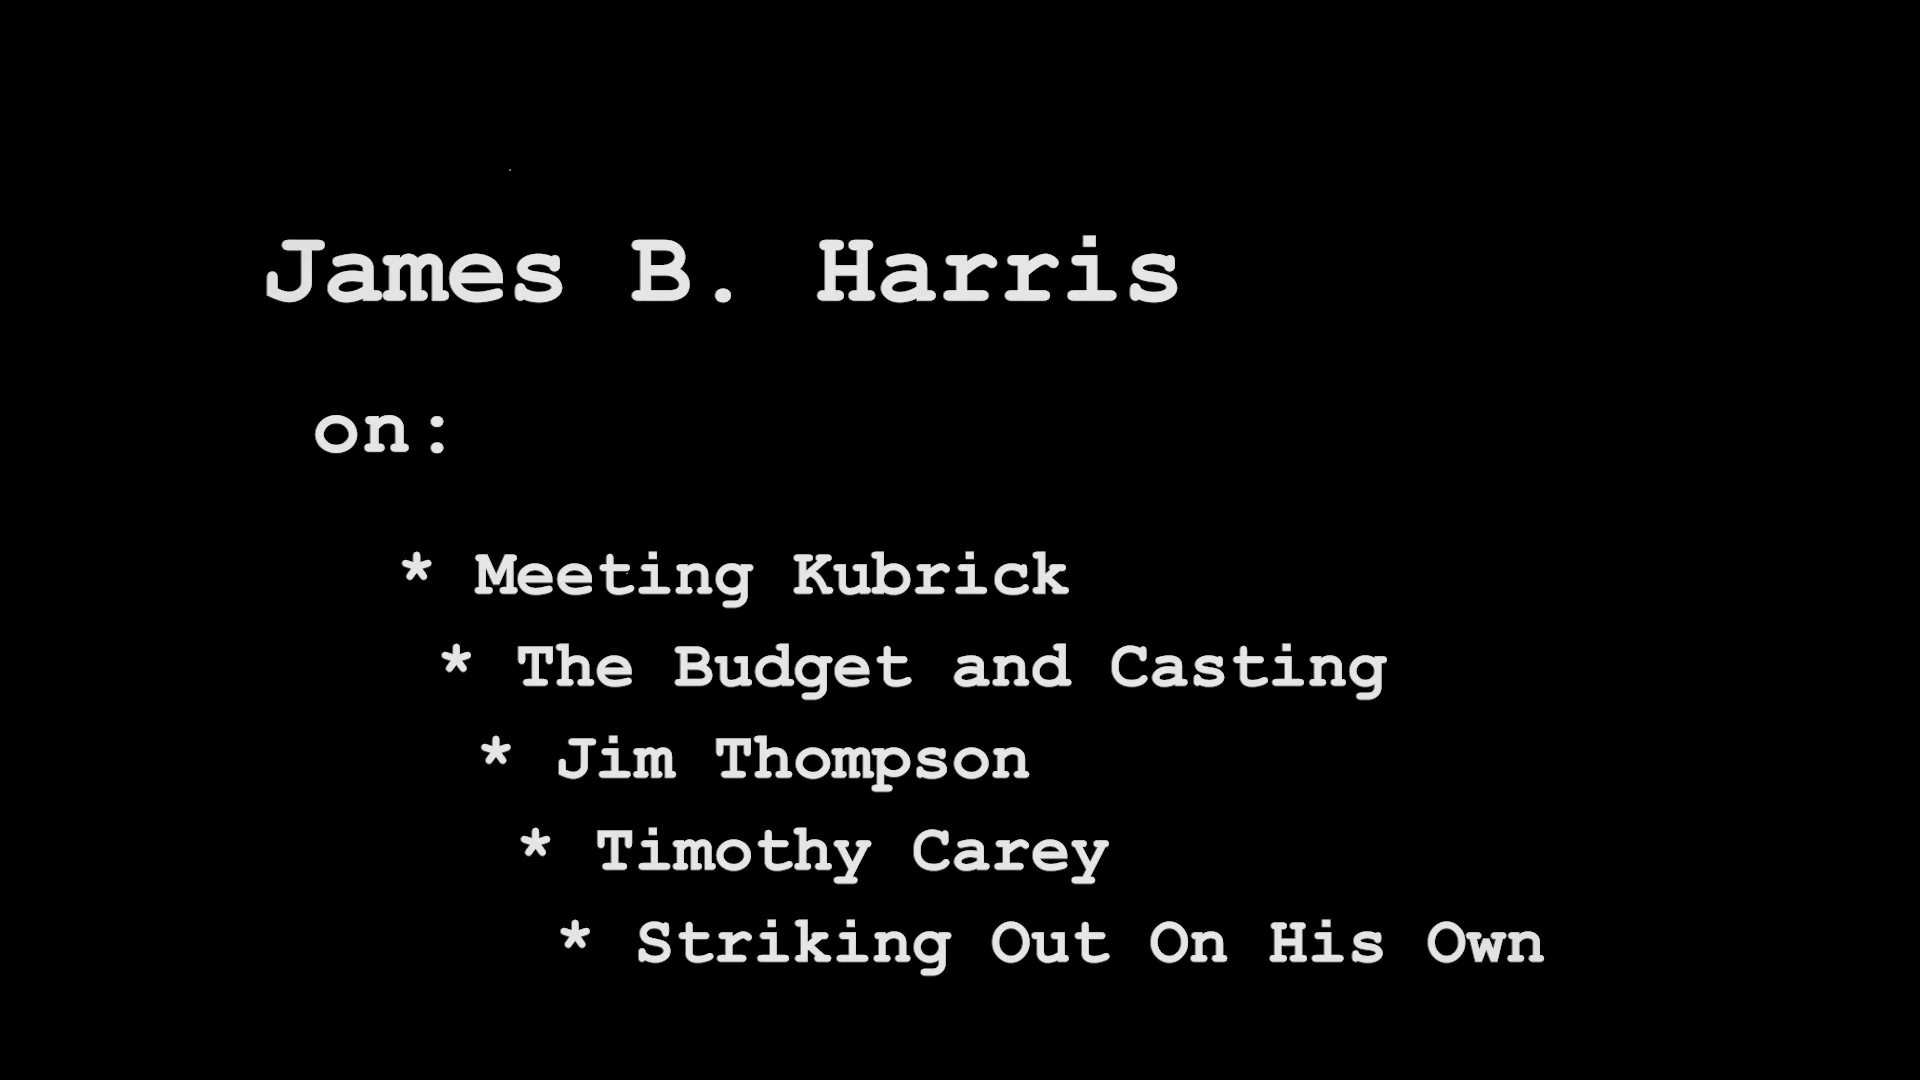 James B. Harris
on:
* Meeting Kubrick
* The Budget and Casting
* Jim Thompson
* Timothy Carey
* Striking Out On His Own